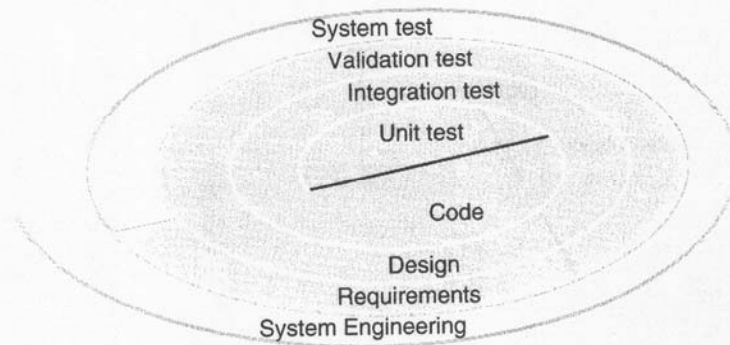 System test
Validation test
Integration test
Unit test
Code
Design
Requirements
System Engineering